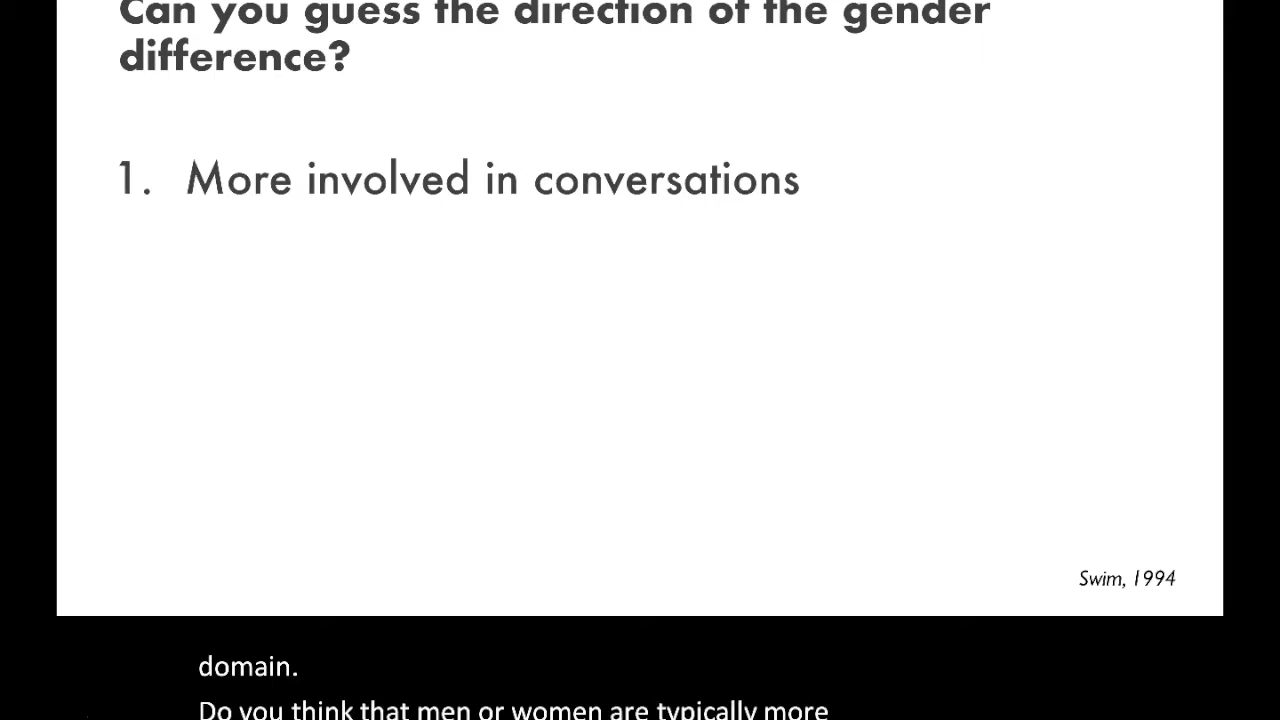 Can you guess the direction of the gender
difference?
1. More involved in conversations
Swim, 1994
domain.
Do you think that men or women are typically more